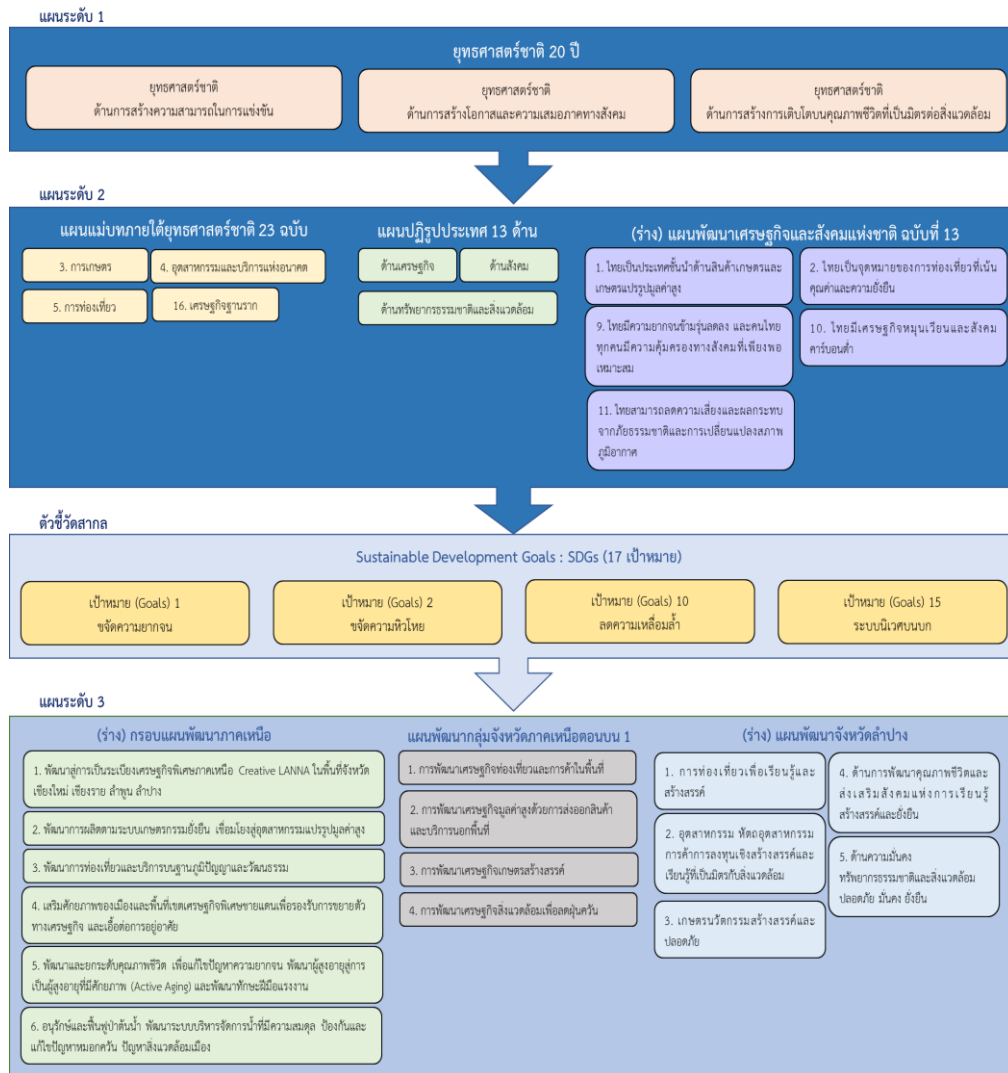 แผนระดับ 1
ยุทธศาสตร์ชาติ 20 ปี
ยุทธศาสตร์ชาติ
ด้านการสร้างความสามารถในการแข่งขัน
ยุทธศาสตร์ชาติ
ด้านการสร้างโอกาสและความเสมอภาคทางสังคม
ยุทธศาสตร์ชาติ
ด้านการสร้างการเติบโตบนคุณภาพชีวิตที่เป็นมิตรต่อสิ่งแวดล้อม
แผนระดับ 2
แผนแม่บทภายใต้ยุทธศาสตร์ชาติ 23 ฉบับ
3. การเกษตร
4. อุตสาหกรรมและบริการแห่งอนาคต
5. การท่องเที่ยว
16. เศรษฐกิจฐานราก
แผนปฏิรูปประเทศ 13 ด้าน
ด้านเศรษฐกิจ
ด้านสังคม
ด้านทรัพยากรธรรมชาติและสิ่งแวดล้อม
(ร่าง) แผนพัฒนาเศรษฐกิจและสังคมแห่งชาติ ฉบับที่ 13
1. ไทยเป็นประเทศชั้นนำด้านสินค้าเกษตรและ
เกษตรแปรรูปมูลค่าสูง
2. ไทยเป็นจุดหมายของการท่องเที่ยวที่เน้น
คุณค่าและความยั่งยืน
9. ไทยมีความยากจนข้ามรุ่นลดลง และคนไทย
ทุกคนมีความคุ้มครองทางสังคมที่เพียงพอ
เหมาะสม
10. ไทยมีเศรษฐกิจหมุนเวียนและสังคม
คาร์บอนต่ำ
11. ไทยสามารถลดความเสี่ยงและผลกระทบ
จากภัยธรรมชาติและการเปลี่ยนแปลงสภาพ
ภูมิอากาศ
ตัวชี้วัดสากล
Sustainable Development Goals : SDGs (17 เป้าหมาย)
เป้าหมาย (Goals) 1
ขจัดความยากจน
เป้าหมาย (Goals) 2
ขจัดความหิวโหย
เป้าหมาย (Goals) 10
ลดความเหลื่อมล้ำ
เป้าหมาย (Goals) 15
ระบบนิเวศบนบก
แผนระดับ 3
(ร่าง) กรอบแผนพัฒนาภาคเหนือ
1. พัฒนาสู่การเป็นระเบียงเศรษฐกิจพิเศษภาคเหนือ Creative LANNA ในพื้นที่จังหวัด
เชียงใหม่ เชียงราย ลำพูน ลำปาง
2. พัฒนาการผลิตตามระบบเกษตรกรรมยั่งยืน เชื่อมโยงสู่อุตสาหกรรมแปรรูปมูลค่าสูง
3. พัฒนาการท่องเที่ยวและบริการบนฐานภูมิปัญญาและวัฒนธรรม
4. เสริมศักยภาพของเมืองและพื้นที่เขตเศรษฐกิจพิเศษชายแดนเพื่อรองรับการขยายตัว
ทางเศรษฐกิจ และเอื้อต่อการอยู่อาศัย
5. พัฒนาและยกระดับคุณภาพชีวิต เพื่อแก้ไขปัญหาความยากจน พัฒนาผู้สูงอายุสู่การ
เป็นผู้สูงอายุที่มีศักยภาพ (Active Aging) และพัฒนาทักษะฝีมือแรงงาน
6. อนุรักษ์และฟื้นฟูป่าต้นน้ำ พัฒนาระบบบริหารจัดการน้ำที่มีความสมดุล ป้องกันและ
แก้ไขปัญหาหมอกควัน ปัญหาสิ่งแวดล้อมเมือง
แผนพัฒนากลุ่มจังหวัดภาคเหนือตอนบน 1
1. การพัฒนาเศรษฐกิจท่องเที่ยวและการค้าในพื้นที่
2. การพัฒนาเศรษฐกิจมูลค่าสูงด้วยการส่งออกสินค้า
และบริการนอกพื้นที่
3. การพัฒนาเศรษฐกิจเกษตรสร้างสรรค์
4. การพัฒนาเศรษฐกิจสิ่งแวดล้อมเพื่อลดฝุ่นควัน
(ร่าง) แผนพัฒนาจังหวัดลำปาง
1. การท่องเที่ยวเพื่อเรียนรู้และ
สร้างสรรค์
2. อุตสาหกรรม หัตถอุตสาหกรรม
การค้าการลงทุนเชิงสร้างสรรค์และ
เรียนรู้ที่เป็นมิตรกับสิ่งแวดล้อม
3. เกษตรนวัตกรรมสร้างสรรค์และ
ปลอดภัย
4. ด้านการพัฒนาคุณภาพชีวิตและ
ส่งเสริมสังคมแห่งการเรียนรู้
สร้างสรรค์และยั่งยืน
5. ด้านความมั่นคง
ทรัพยากรธรรมชาติและสิ่งแวดล้อม
ปลอดภัย มั่นคง ยั่งยืน